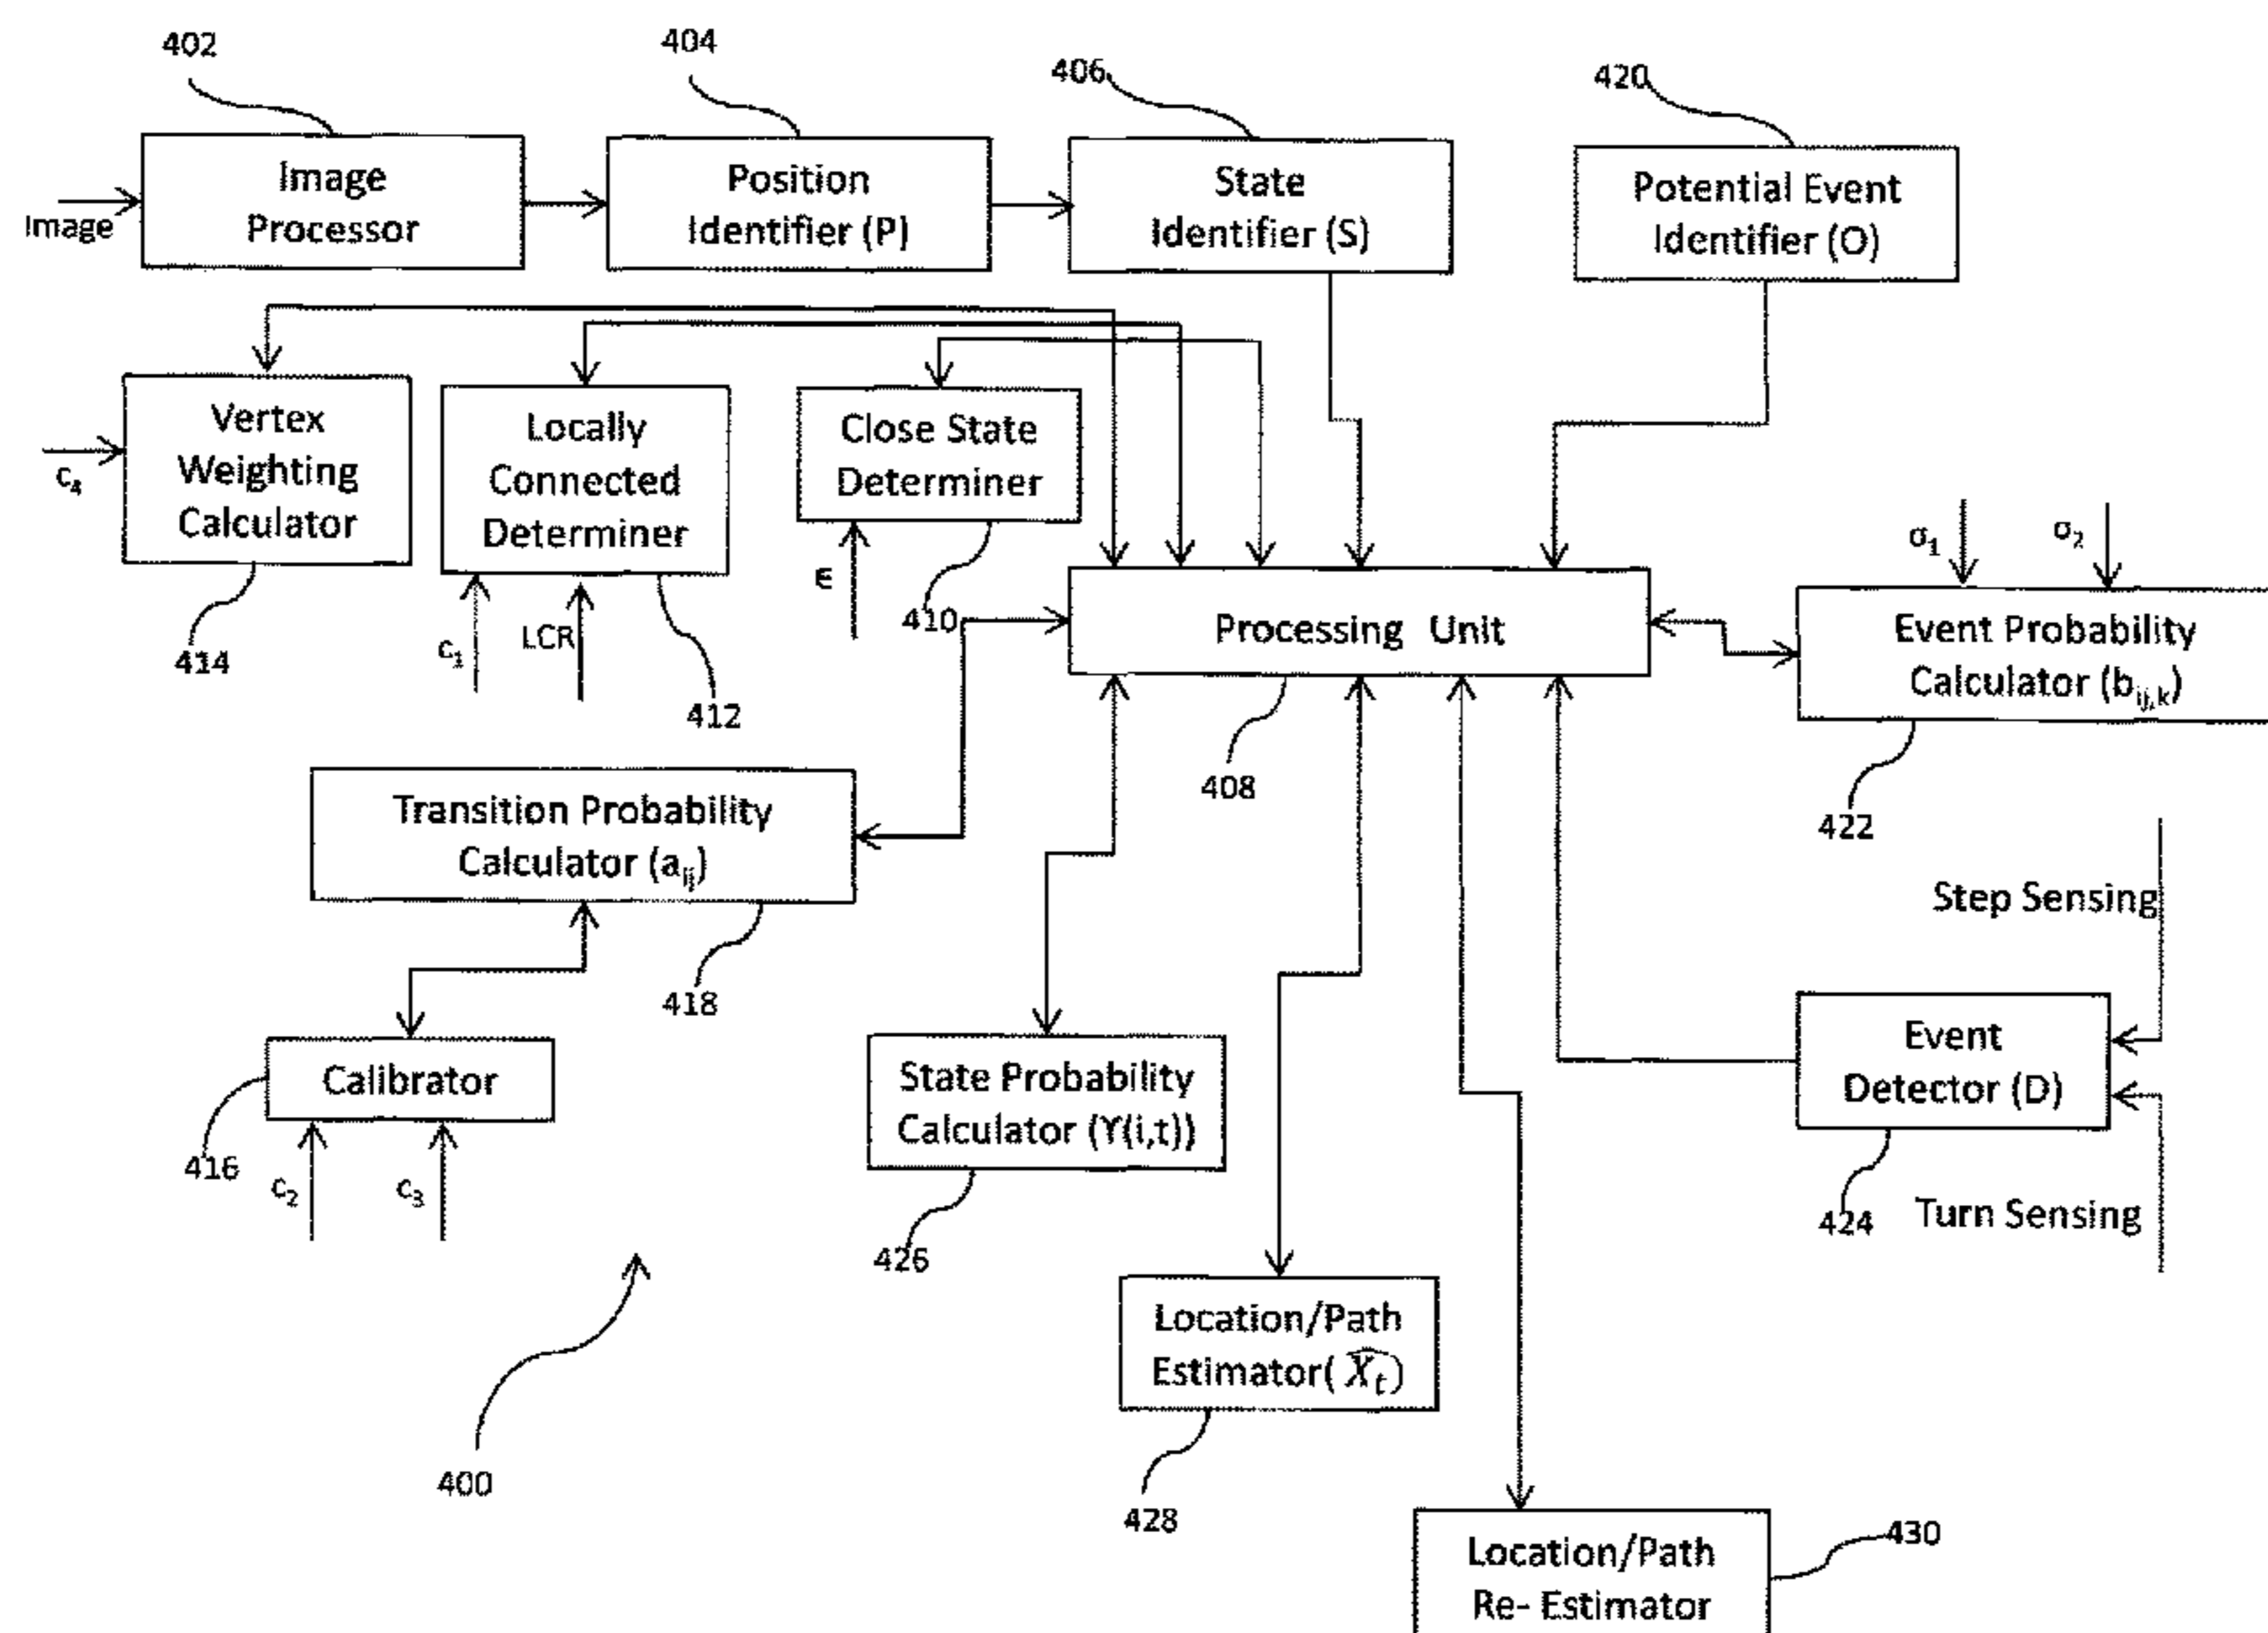 402
404
406
420
Image
Image
Processor
Position
Identifier (P)
State
Identifier (S)
Potential Event
Identifier (O)
Vertex
Weighting
Calculator
c₄
414
Locally
Connected
Determiner
c₁
LCR
412
Close State
Determiner
∈
410
Processing Unit
408
σ₁
σ₂
Event Probability
Calculator (bᵢⱼ,ₖ)
422
Transition Probability
Calculator (aᵢⱼ)
418
Calibrator
416
c₂
c₃
State Probability
Calculator (ϒ(i,t))
426
Step Sensing
Event
Detector (D)
424
Turn Sensing
Location/Path
Estimator( X̂ₜ)
428
400
Location/Path
Re- Estimator
430